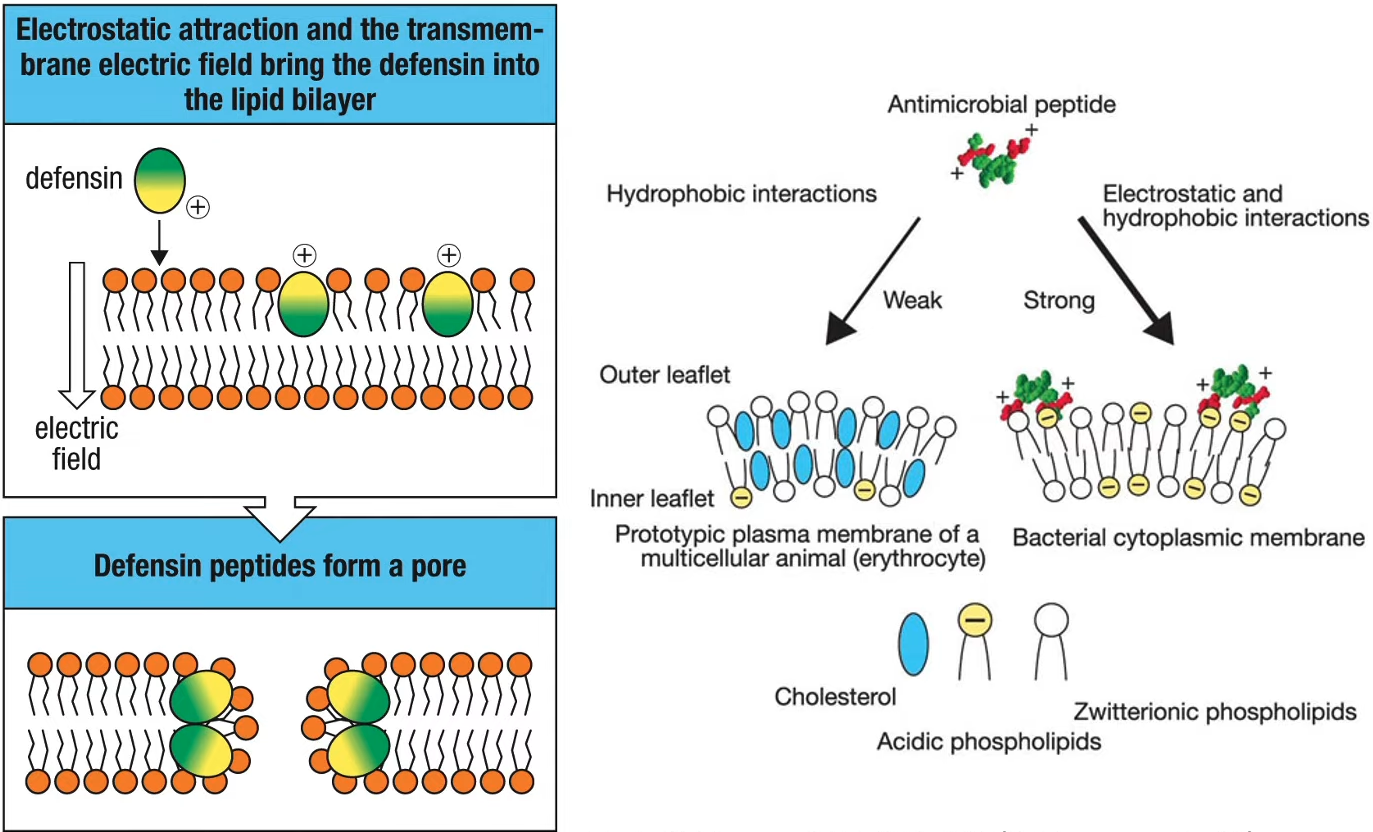 Electrostatic attraction and the transmem-
brane electric field bring the defensin into
the lipid bilayer
defensin
+
+
+
electric
field
Defensin peptides form a pore
Antimicrobial peptide
+
+
Hydrophobic interactions
Electrostatic and
hydrophobic interactions
Weak
Strong
Outer leaflet
+
+
+
+
−
−
−
−
Inner leaflet
−
−
−
−
−
−
Prototypic plasma membrane of a
multicellular animal (erythrocyte)
Bacterial cytoplasmic membrane
−
Cholesterol
Acidic phospholipids
Zwitterionic phospholipids